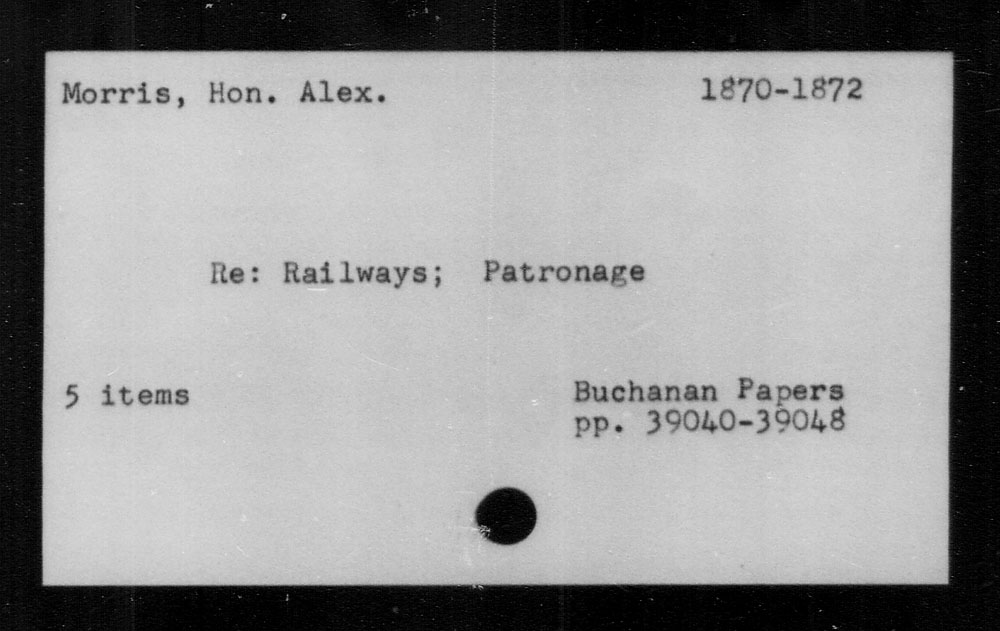 Morris, Hon. Alex. 1870-1872
Re: Railways; Patronage
5 items Buchanan Papers
pp. 39040-39048